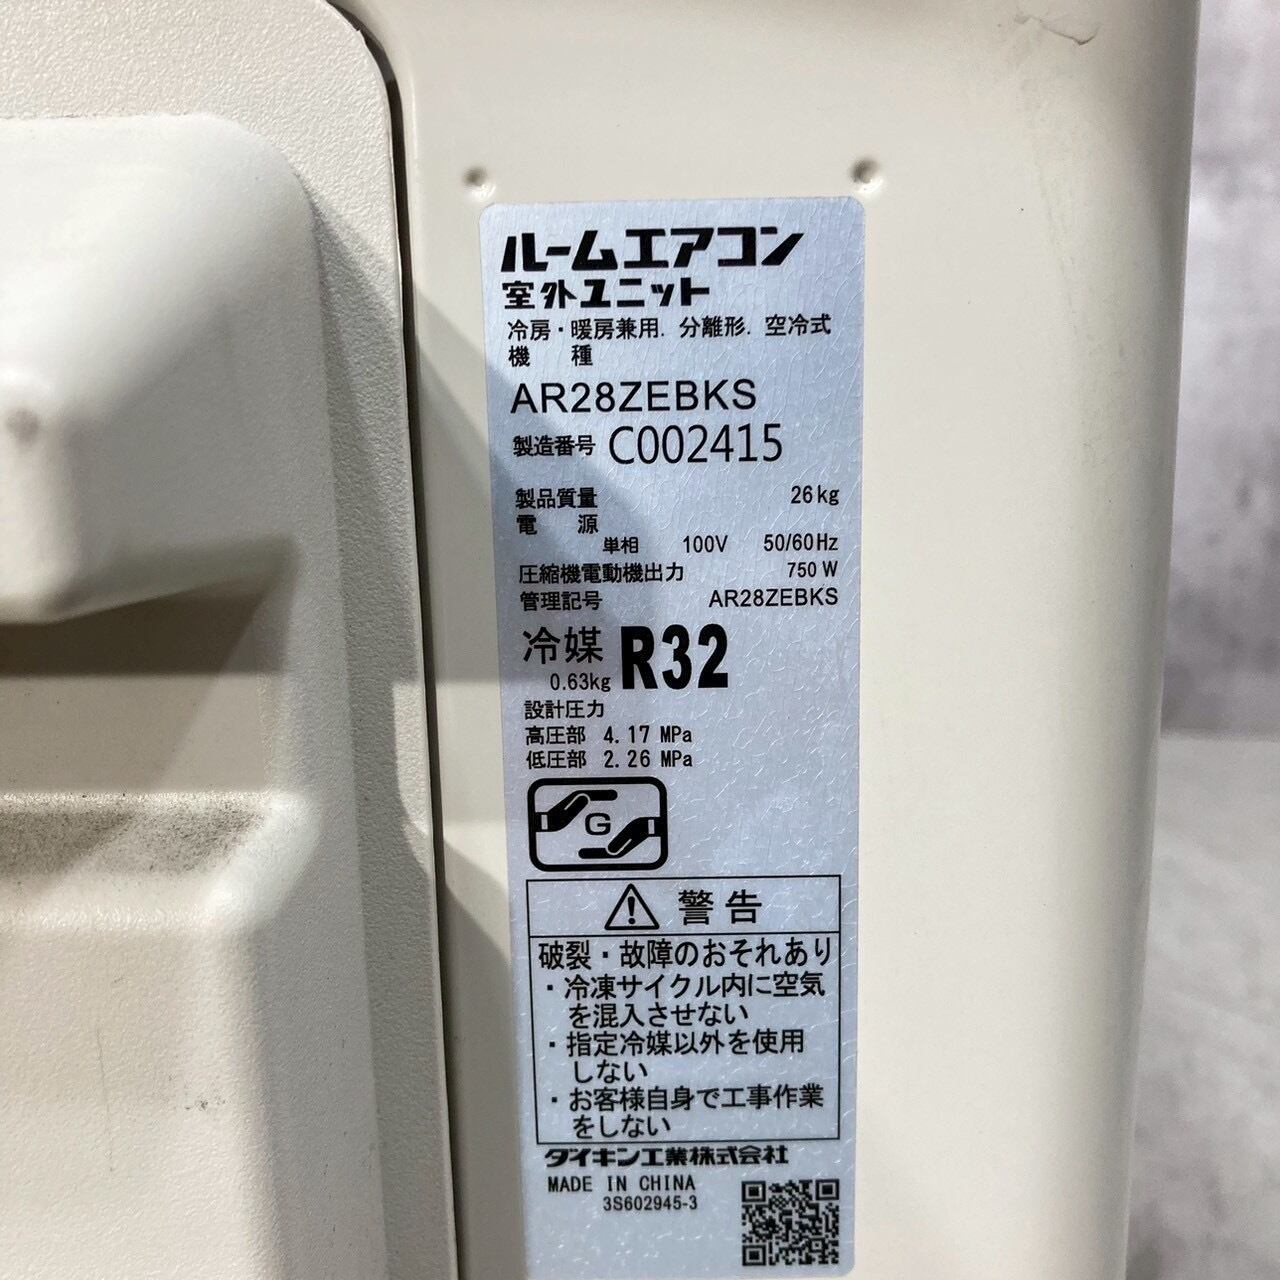 ルームエアコン
室外ユニット
冷房・暖房兼用. 分離形. 空冷式
機 種
AR28ZEBKS
製造番号 C002415
製品質量 26kg
電 源
単相 100V 50/60Hz
圧縮機電動機出力 750W
管理記号 AR28ZEBKS
冷媒 R32
0.63kg
設計圧力
高圧部 4.17 MPa
低圧部 2.26 MPa
G
警告
破裂・故障のおそれあり
・冷凍サイクル内に空気
を混入させない
・指定冷媒以外を使用
しない
・お客様自身で工事作業
をしない
ダイキン工業株式会社
MADE IN CHINA
3S602945-3